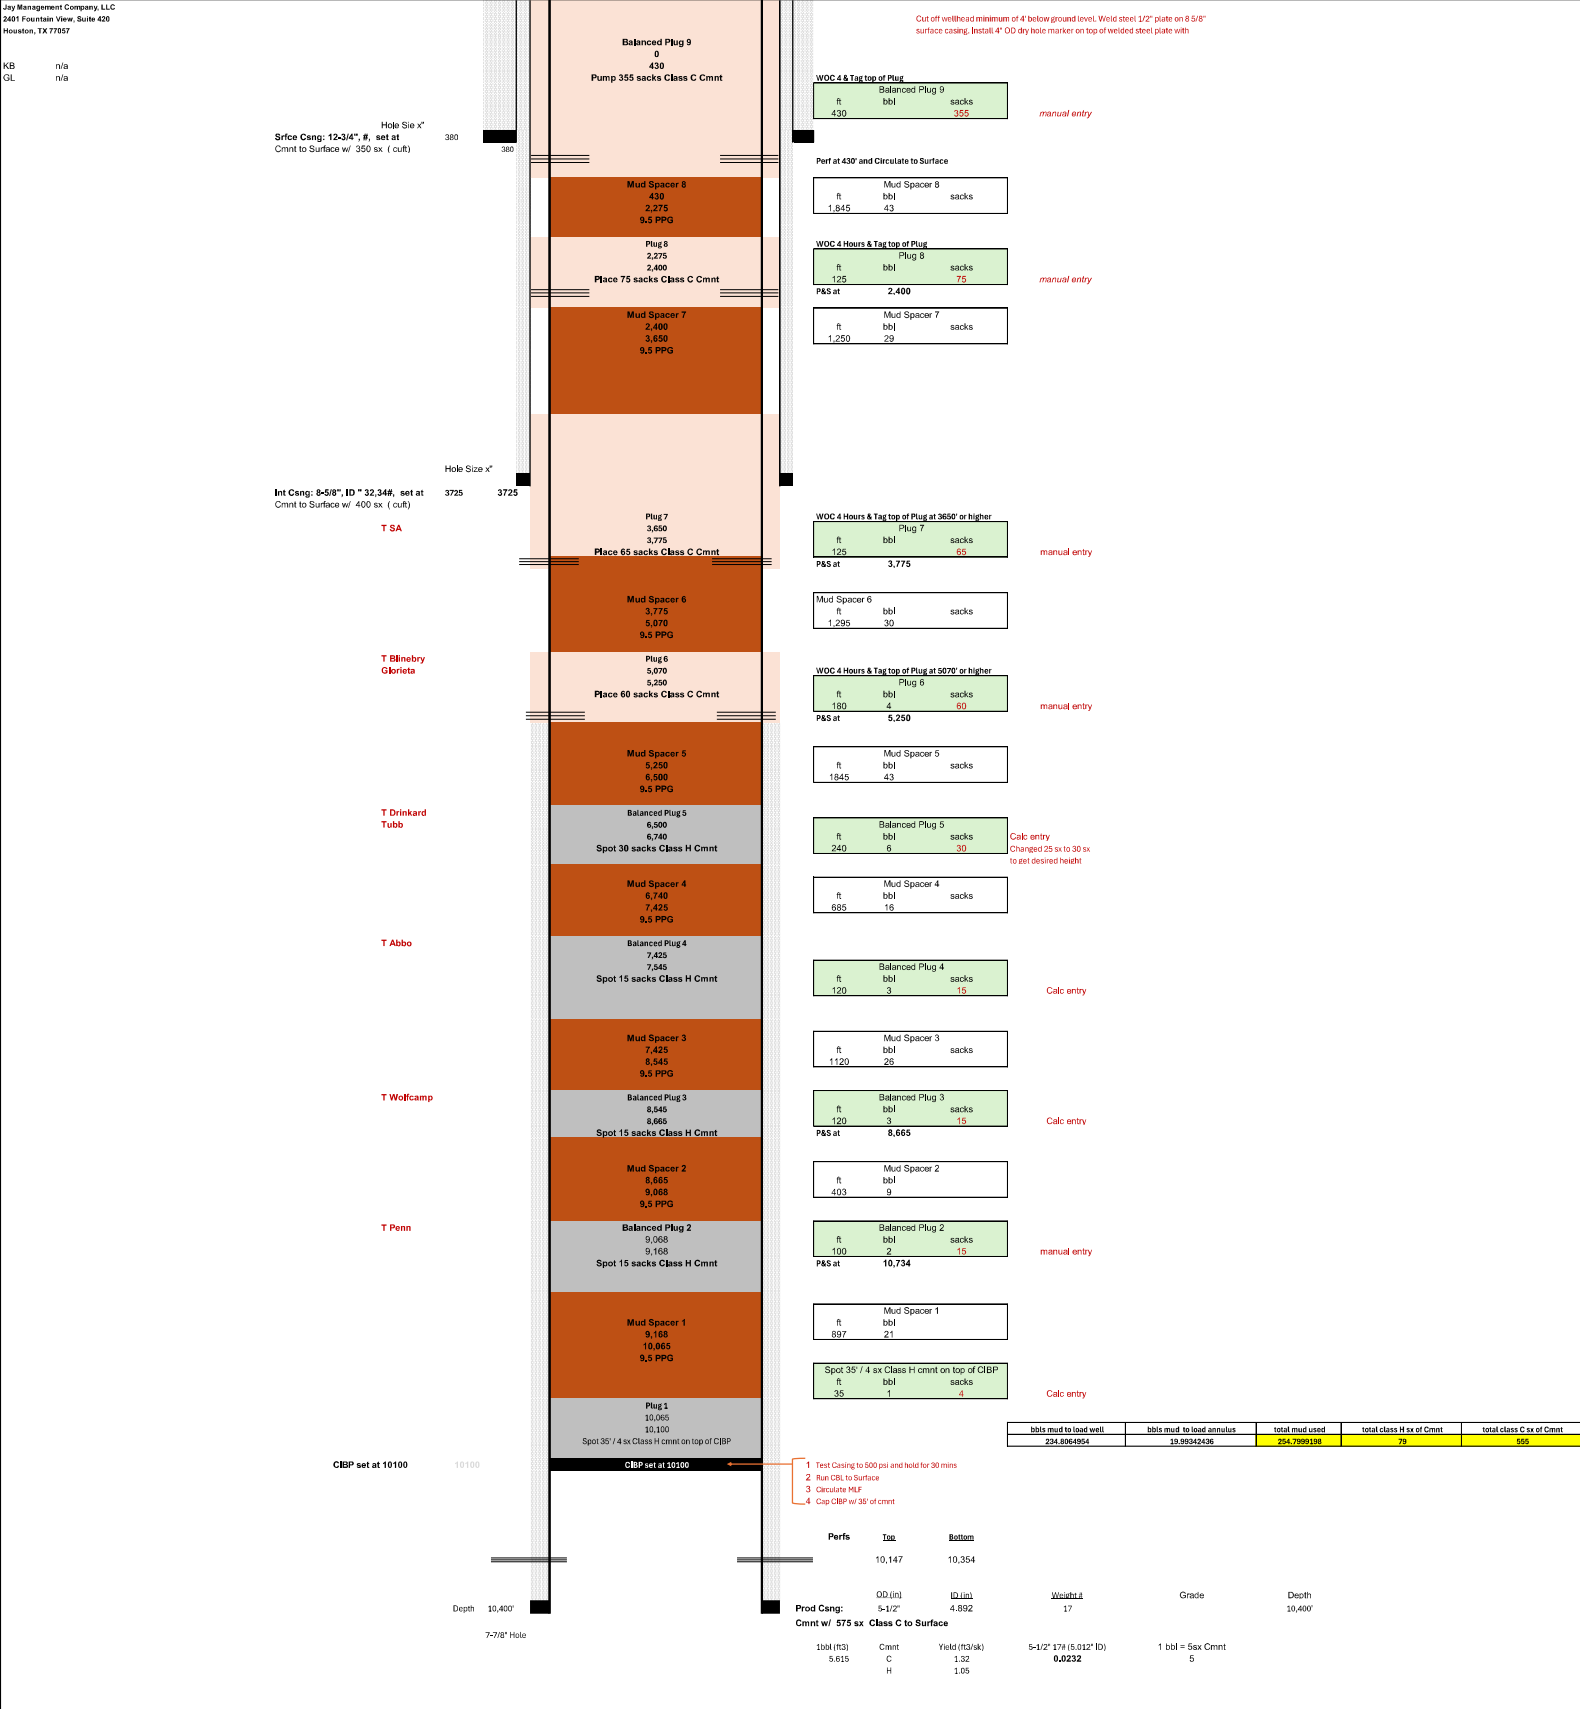 Jay Management Company, LLC
2401 Fountain View, Suite 420
Houston, TX 77057
KB n/a
GL n/a
Cut off wellhead minimum of 4' below ground level. Weld steel 1/2" plate on 8 5/8"
surface casing. Install 4" OD dry hole marker on top of welded steel plate with
Balanced Plug 9
0
430
Pump 355 sacks Class C Cmnt
WOC 4 & Tag top of Plug
Balanced Plug 9
ft bbl sacks
430 355 manual entry
Hole Sie x"
Srfce Csng: 12-3/4", #, set at 380
Cmnt to Surface w/ 350 sx ( cuft) 380
Perf at 430' and Circulate to Surface
Mud Spacer 8
430
2,275
9.5 PPG
Mud Spacer 8
ft bbl sacks
1,845 43
Plug 8
2,275
2,400
Place 75 sacks Class C Cmnt
WOC 4 Hours & Tag top of Plug
Plug 8
ft bbl sacks
125 75 manual entry
P&S at 2,400
Mud Spacer 7
2,400
3,650
9.5 PPG
Mud Spacer 7
ft bbl sacks
1,250 29
Hole Size x"
Int Csng: 8-5/8", ID " 32,34#, set at 3725 3725
Cmnt to Surface w/ 400 sx ( cuft)
T SA
Plug 7
3,650
3,775
Place 65 sacks Class C Cmnt
WOC 4 Hours & Tag top of Plug at 3650' or higher
Plug 7
ft bbl sacks
125 65 manual entry
P&S at 3,775
Mud Spacer 6
3,775
5,070
9.5 PPG
Mud Spacer 6
ft bbl sacks
1,295 30
T Blinebry
Glorieta
Plug 6
5,070
5,250
Place 60 sacks Class C Cmnt
WOC 4 Hours & Tag top of Plug at 5070' or higher
Plug 6
ft bbl sacks
180 4 60 manual entry
P&S at 5,250
Mud Spacer 5
5,250
6,500
9.5 PPG
Mud Spacer 5
ft bbl sacks
1845 43
T Drinkard
Tubb
Balanced Plug 5
6,500
6,740
Spot 30 sacks Class H Cmnt
Balanced Plug 5
ft bbl sacks Calc entry
240 6 30 Changed 25 sx to 30 sx
to get desired height
Mud Spacer 4
6,740
7,425
9.5 PPG
Mud Spacer 4
ft bbl sacks
685 16
T Abbo
Balanced Plug 4
7,425
7,545
Spot 15 sacks Class H Cmnt
Balanced Plug 4
ft bbl sacks
120 3 15 Calc entry
Mud Spacer 3
7,425
8,545
9.5 PPG
Mud Spacer 3
ft bbl sacks
1120 26
T Wolfcamp
Balanced Plug 3
8,545
8,665
Spot 15 sacks Class H Cmnt
Balanced Plug 3
ft bbl sacks
120 3 15 Calc entry
P&S at 8,665
Mud Spacer 2
8,665
9,068
9.5 PPG
Mud Spacer 2
ft bbl
403 9
T Penn
Balanced Plug 2
9,068
9,168
Spot 15 sacks Class H Cmnt
Balanced Plug 2
ft bbl sacks
100 2 15 manual entry
P&S at 10,734
Mud Spacer 1
9,168
10,065
9.5 PPG
Mud Spacer 1
ft bbl
897 21
Spot 35' / 4 sx Class H cmnt on top of CIBP
ft bbl sacks
35 1 4 Calc entry
Plug 1
10,065
10,100
Spot 35' / 4 sx Class H cmnt on top of CIBP
bbls mud to load well bbls mud to load annulus total mud used total class H sx of Cmnt total class C sx of Cmnt
234.8064954 19.99342436 254.7999198 79 555
CIBP set at 10100 10100 CIBP set at 10100
1 Test Casing to 500 psi and hold for 30 mins
2 Run CBL to Surface
3 Circulate MLF
4 Cap CIBP w/ 35' of cmnt
Perfs Top Bottom
10,147 10,354
OD (in) ID (in) Weight # Grade Depth
Depth 10,400' Prod Csng: 5-1/2" 4.892 17 10,400'
Cmnt w/ 575 sx Class C to Surface
7-7/8" Hole
1bbl (ft3) Cmnt Yield (ft3/sk) 5-1/2" 17# (5.012" ID) 1 bbl = 5sx Cmnt
5.615 C 1.32 0.0232 5
H 1.05